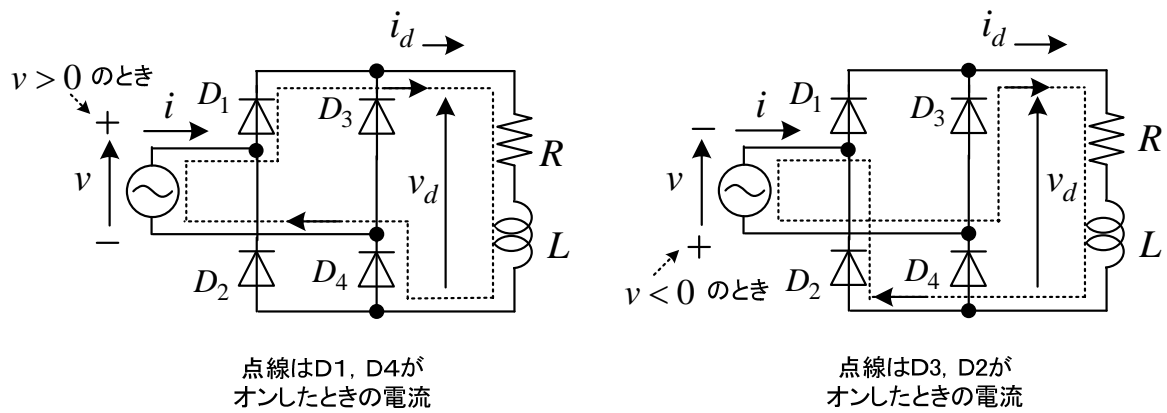 i_d
v > 0 のとき
D_1
D_3
i
+
v
−
v_d
R
L
D_2
D_4
点線はD1, D4が
オンしたときの電流
i_d
D_1
D_3
i
−
v
+
v_d
R
L
D_2
D_4
v < 0 のとき
点線はD3, D2が
オンしたときの電流